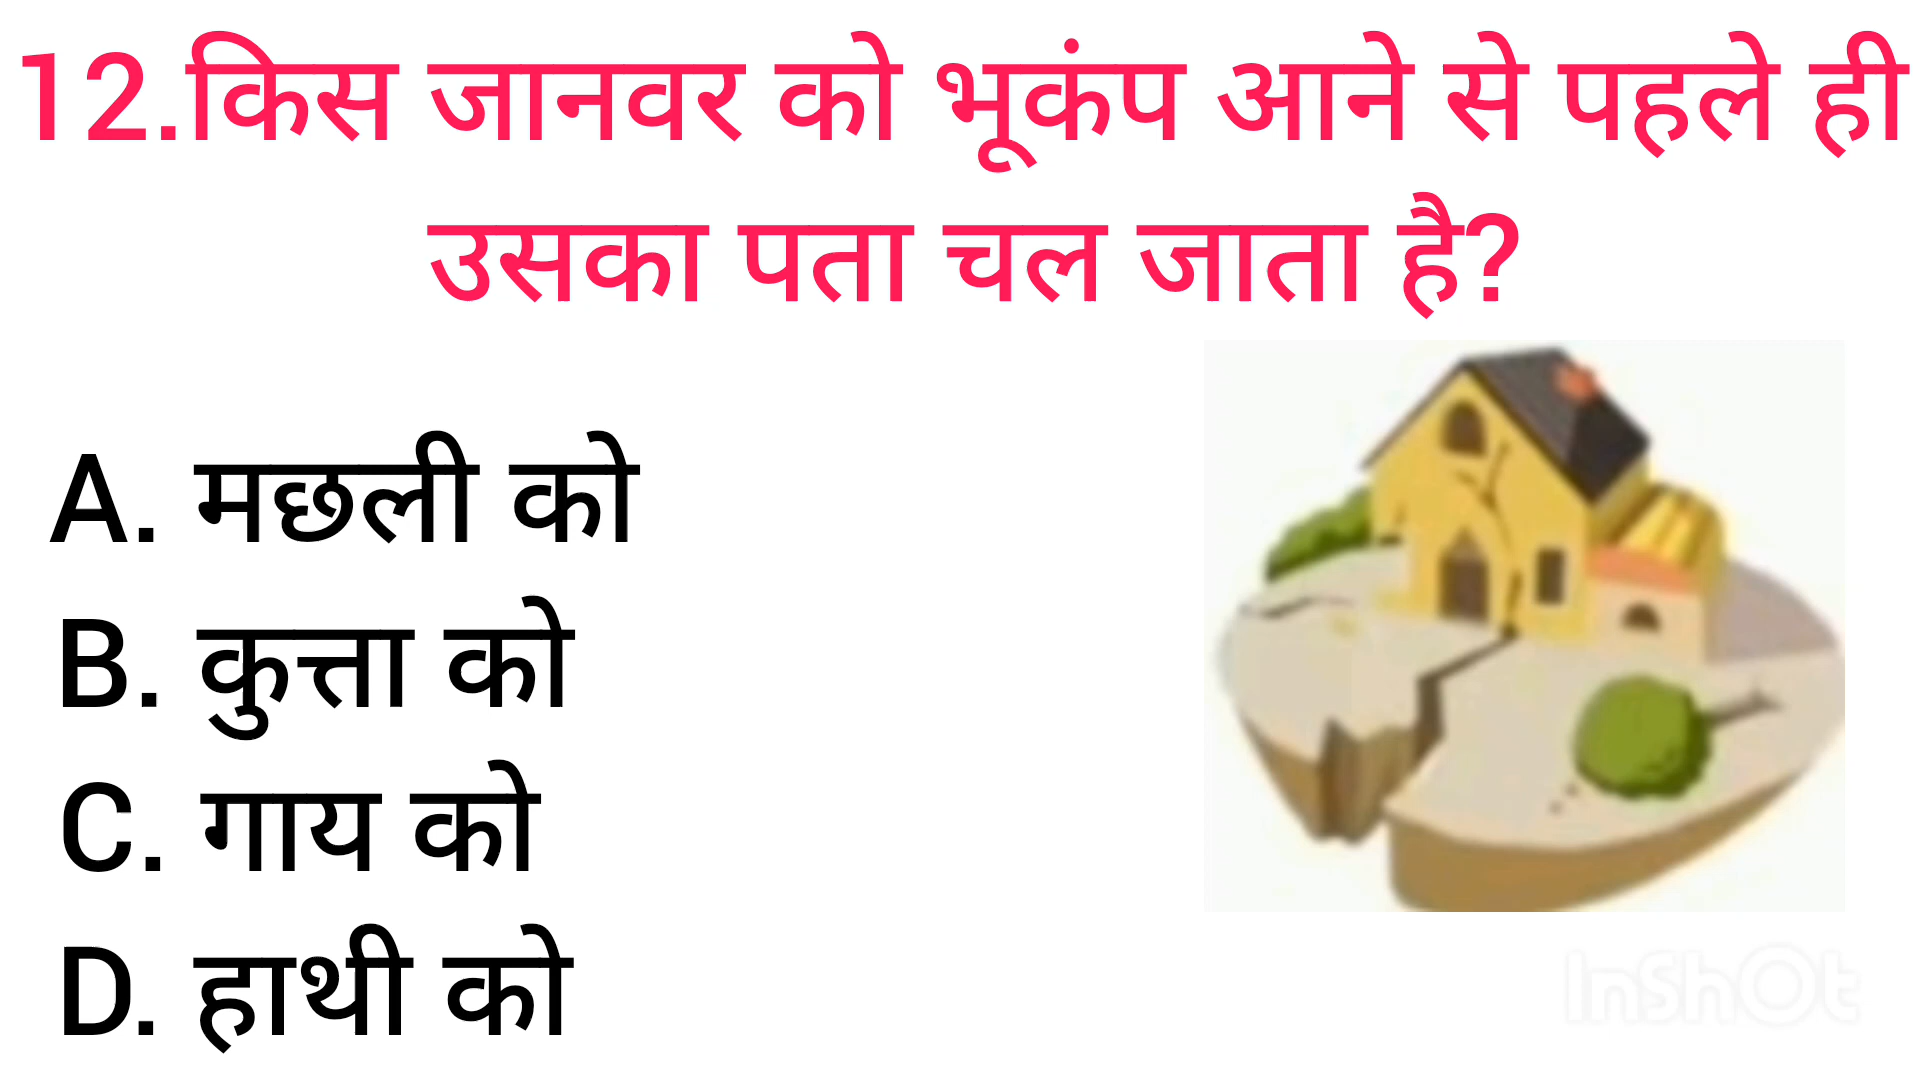 12.किस जानवर को भूकंप आने से पहले ही
उसका पता चल जाता है?
A. मछली को
B. कुत्ता को
C. गाय को
D. हाथी को
InShOt